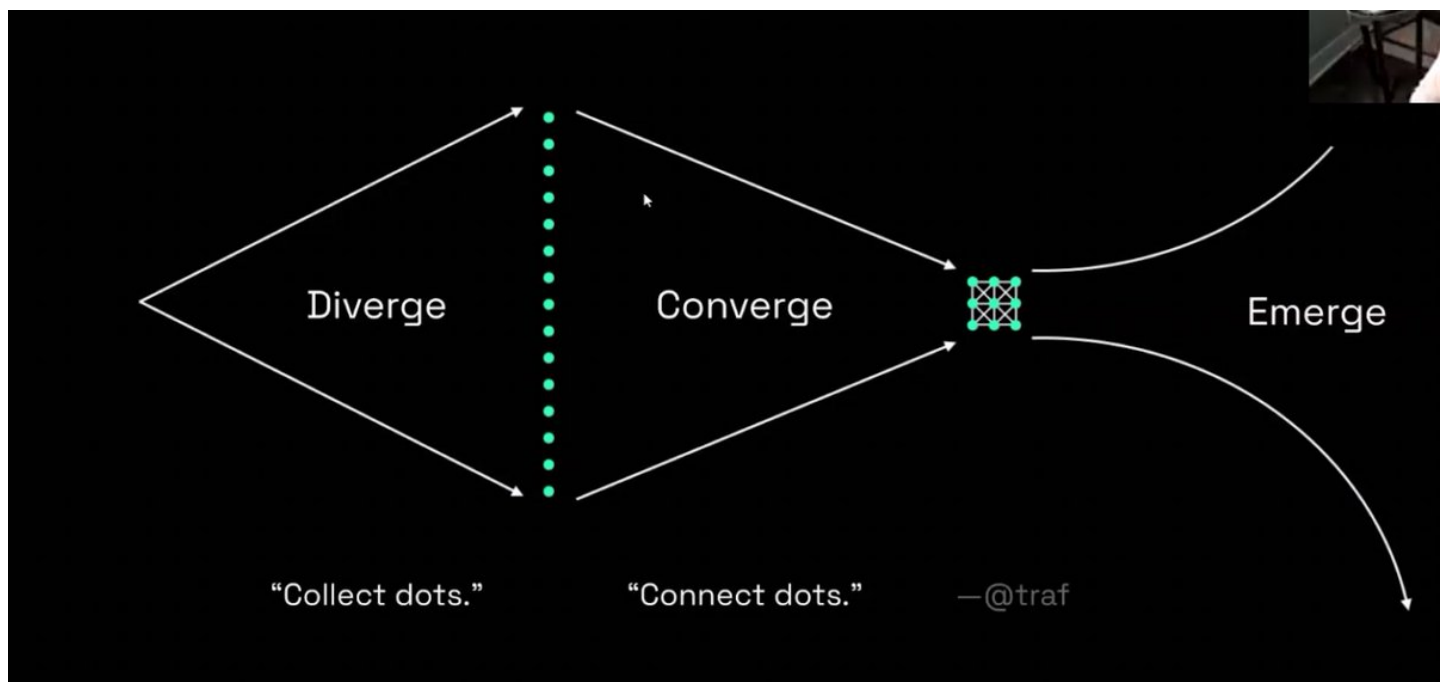 Diverge
Converge
Emerge
“Collect dots.”
“Connect dots.”
—@traf